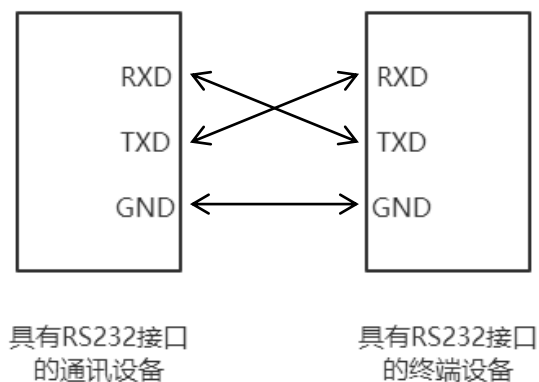 RXD RXD
TXD TXD
GND GND
具有RS232接口 具有RS232接口
的通讯设备 的终端设备